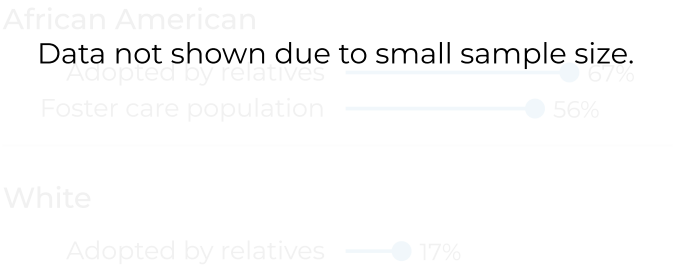 African American
Data not shown due to small sample size.
Adopted by relatives 67%
Foster care population 56%
White
Adopted by relatives 17%